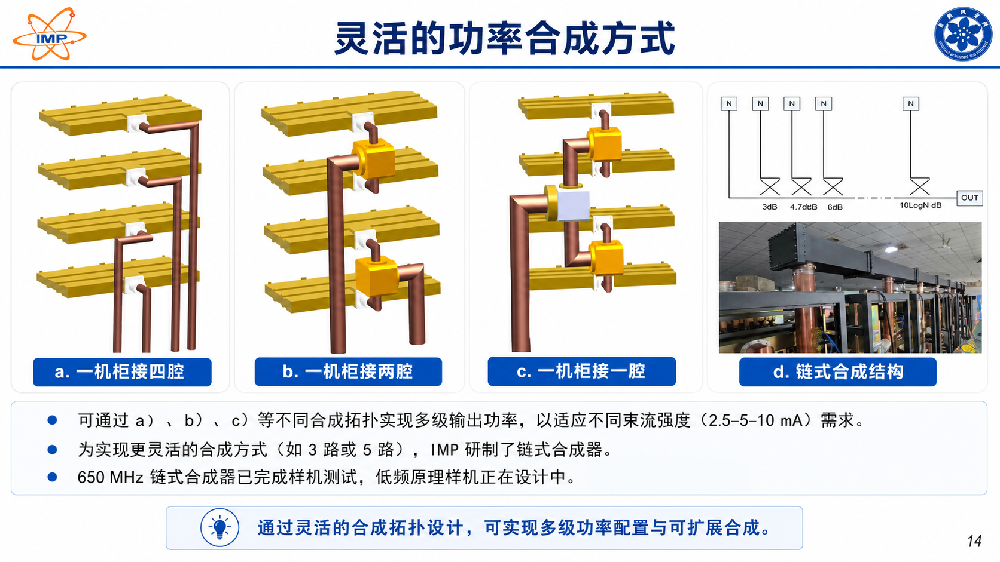 IMP
灵活的功率合成方式
N N N N N
3dB 4.7dB 6dB 10LogN dB
OUT
a. 一机柜接四腔
b. 一机柜接两腔
c. 一机柜接一腔
d. 链式合成结构
● 可通过 a）、b）、c）等不同合成拓扑实现多级输出功率，以适应不同束流强度（2.5–5–10 mA）需求。
● 为实现更灵活的合成方式（如 3 路或 5 路），IMP 研制了链式合成器。
● 650 MHz 链式合成器已完成样机测试，低频原理样机正在设计中。
通过灵活的合成拓扑设计，可实现多级功率配置与可扩展合成。
14